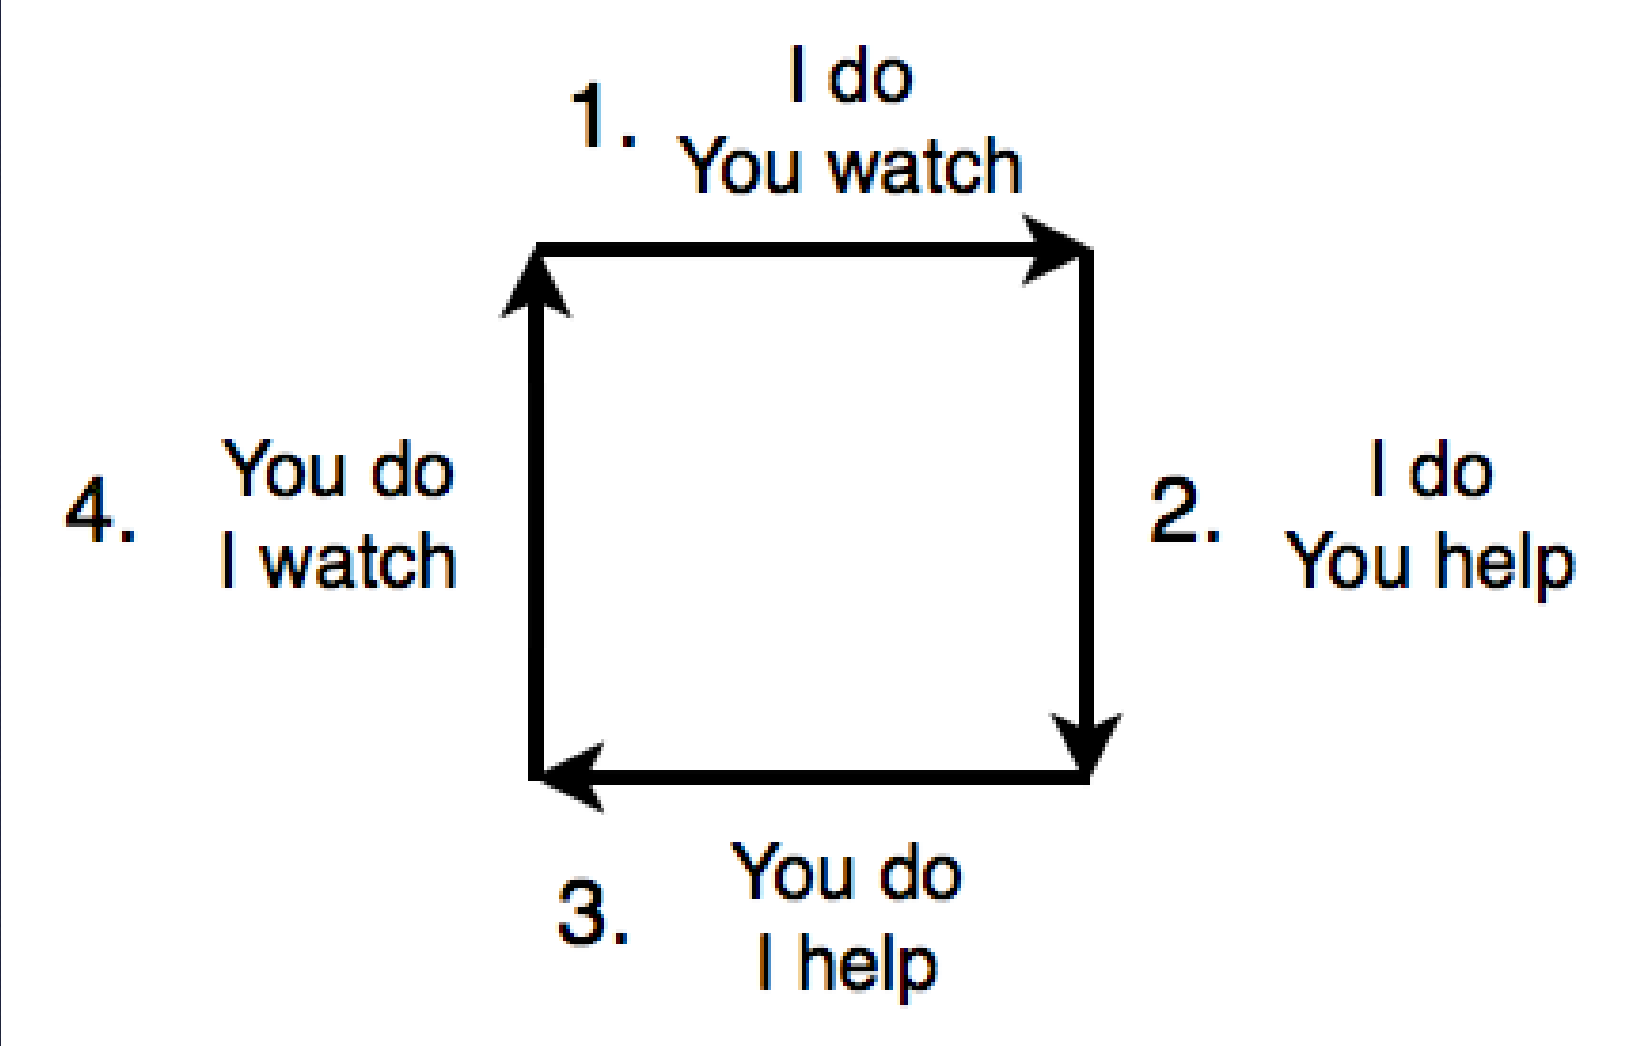 1. I do
You watch
2. I do
You help
3. You do
I help
4. You do
I watch